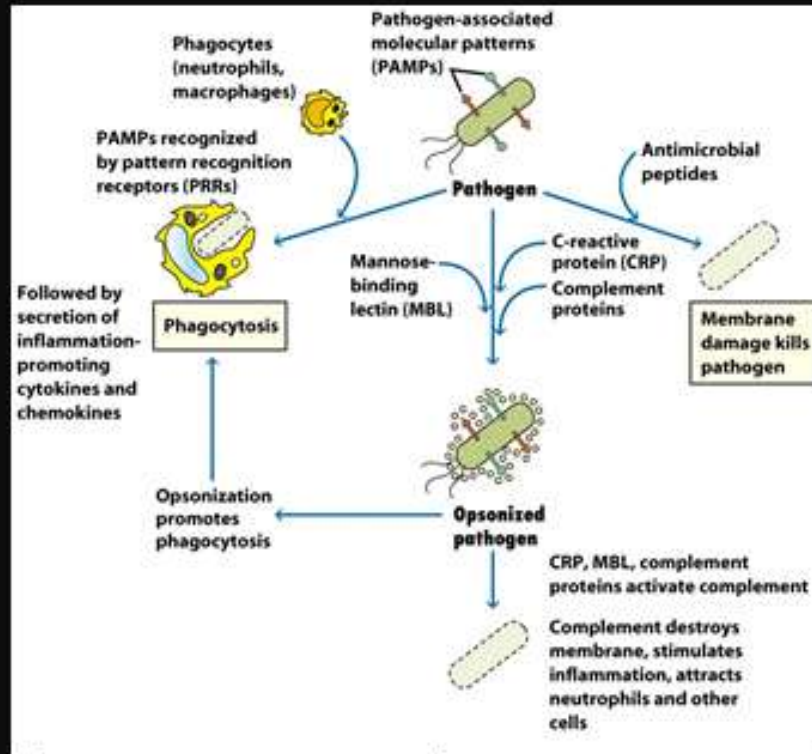 Phagocytes
(neutrophils,
macrophages)
Pathogen-associated
molecular patterns
(PAMPs)
PAMPs recognized
by pattern recognition
receptors (PRRs)
Pathogen
Antimicrobial
peptides
Mannose-
binding
lectin (MBL)
C-reactive
protein (CRP)
Complement
proteins
Followed by
secretion of
inflammation-
promoting
cytokines and
chemokines
Phagocytosis
Membrane
damage kills
pathogen
Opsonization
promotes
phagocytosis
Opsonized
pathogen
CRP, MBL, complement
proteins activate complement
Complement destroys
membrane, stimulates
inflammation, attracts
neutrophils and other
cells